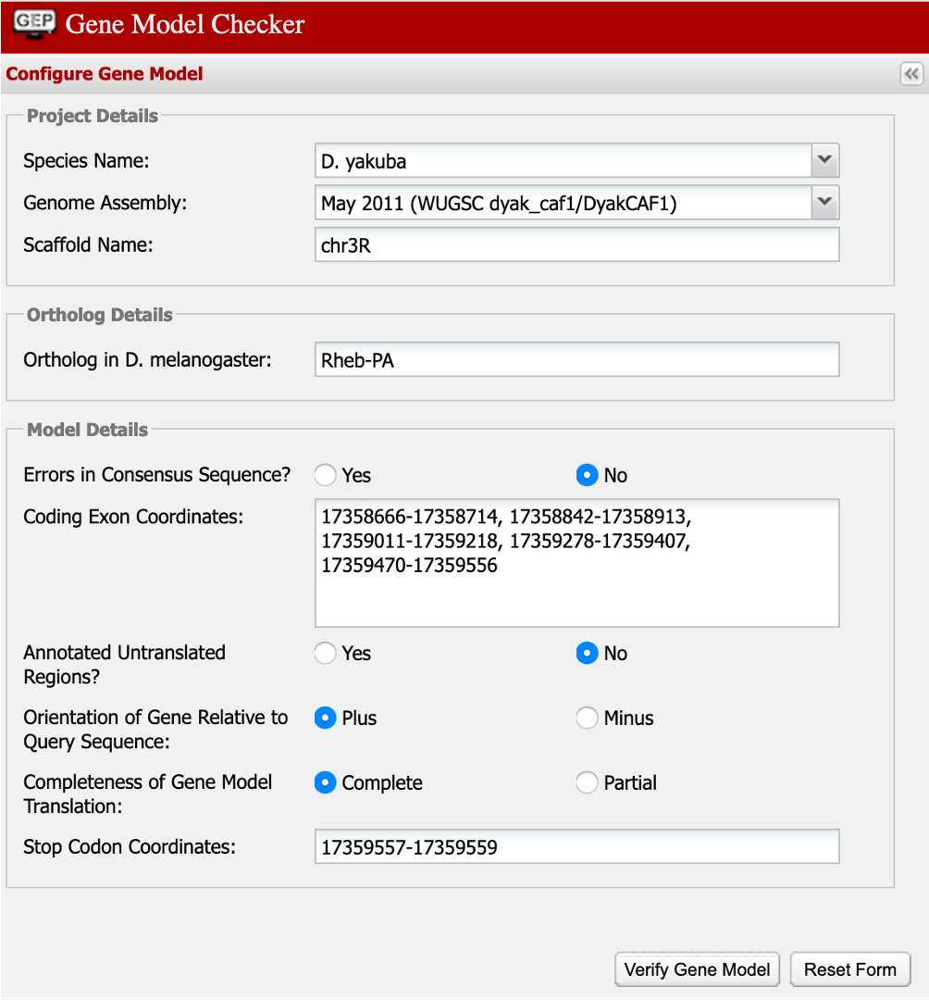 GEP Gene Model Checker
Configure Gene Model
Project Details
Species Name: D. yakuba
Genome Assembly: May 2011 (WUGSC dyak_caf1/DyakCAF1)
Scaffold Name: chr3R
Ortholog Details
Ortholog in D. melanogaster: Rheb-PA
Model Details
Errors in Consensus Sequence? Yes No
Coding Exon Coordinates: 17358666-17358714, 17358842-17358913,
17359011-17359218, 17359278-17359407,
17359470-17359556
Annotated Untranslated
Regions? Yes No
Orientation of Gene Relative to
Query Sequence: Plus Minus
Completeness of Gene Model
Translation: Complete Partial
Stop Codon Coordinates: 17359557-17359559
Verify Gene Model Reset Form